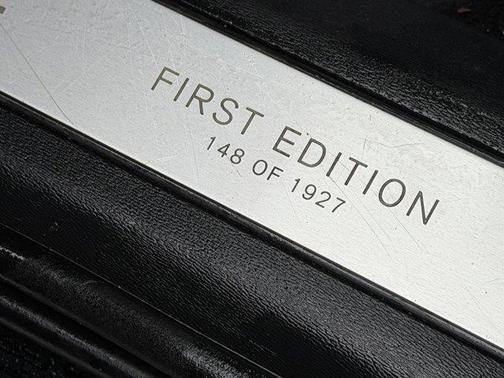 FIRST EDITION
148 OF 1927